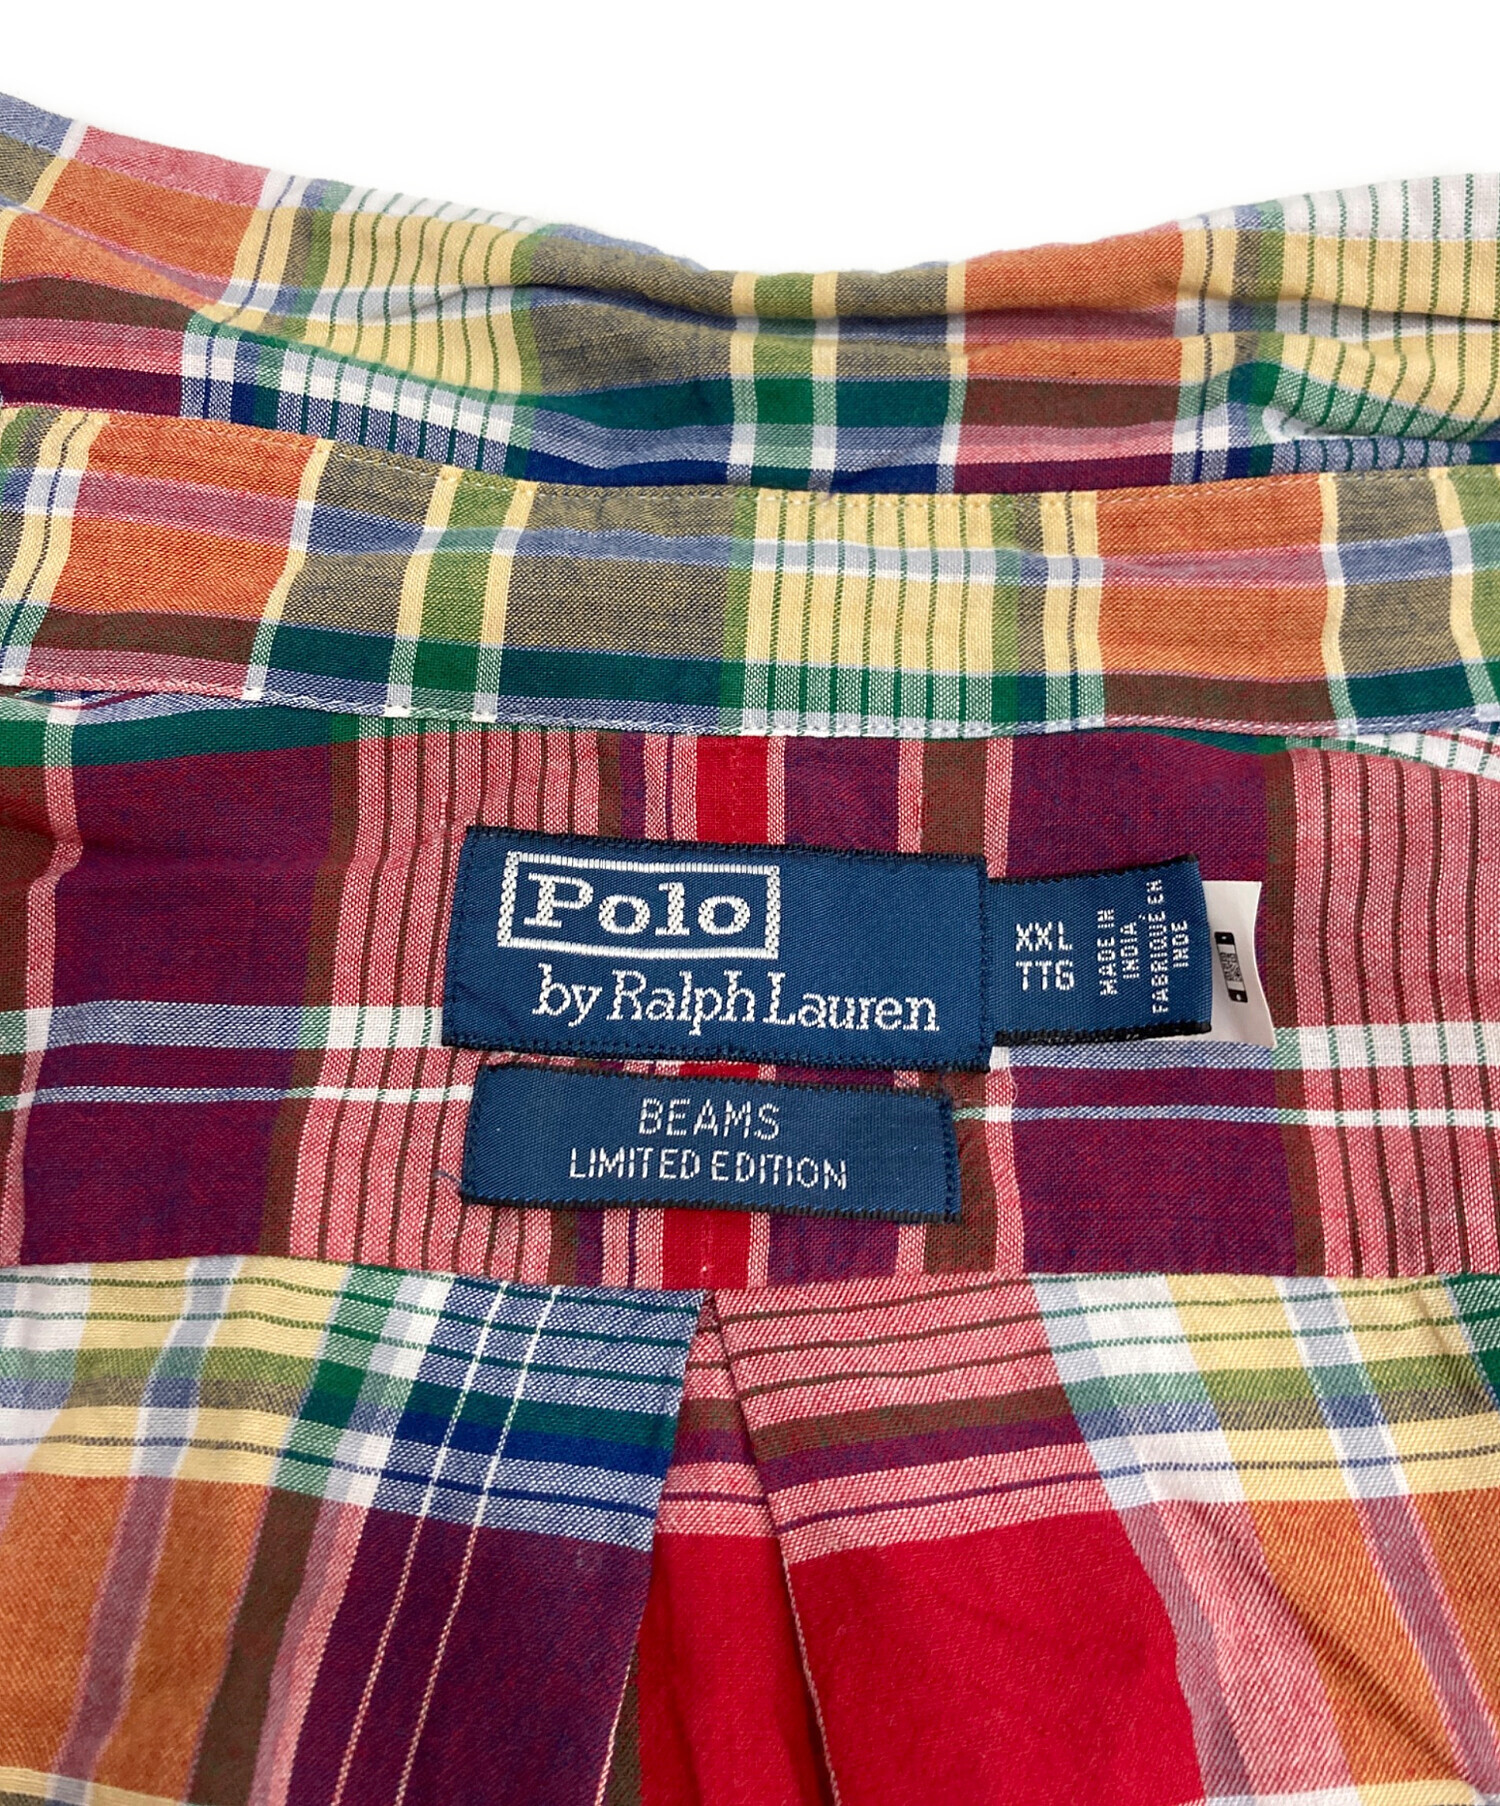 Polo
by Ralph Lauren
XXL
TTG
MADE IN
INDIA
FABRIQUÉ EN
INDE
BEAMS
LIMITED EDITION